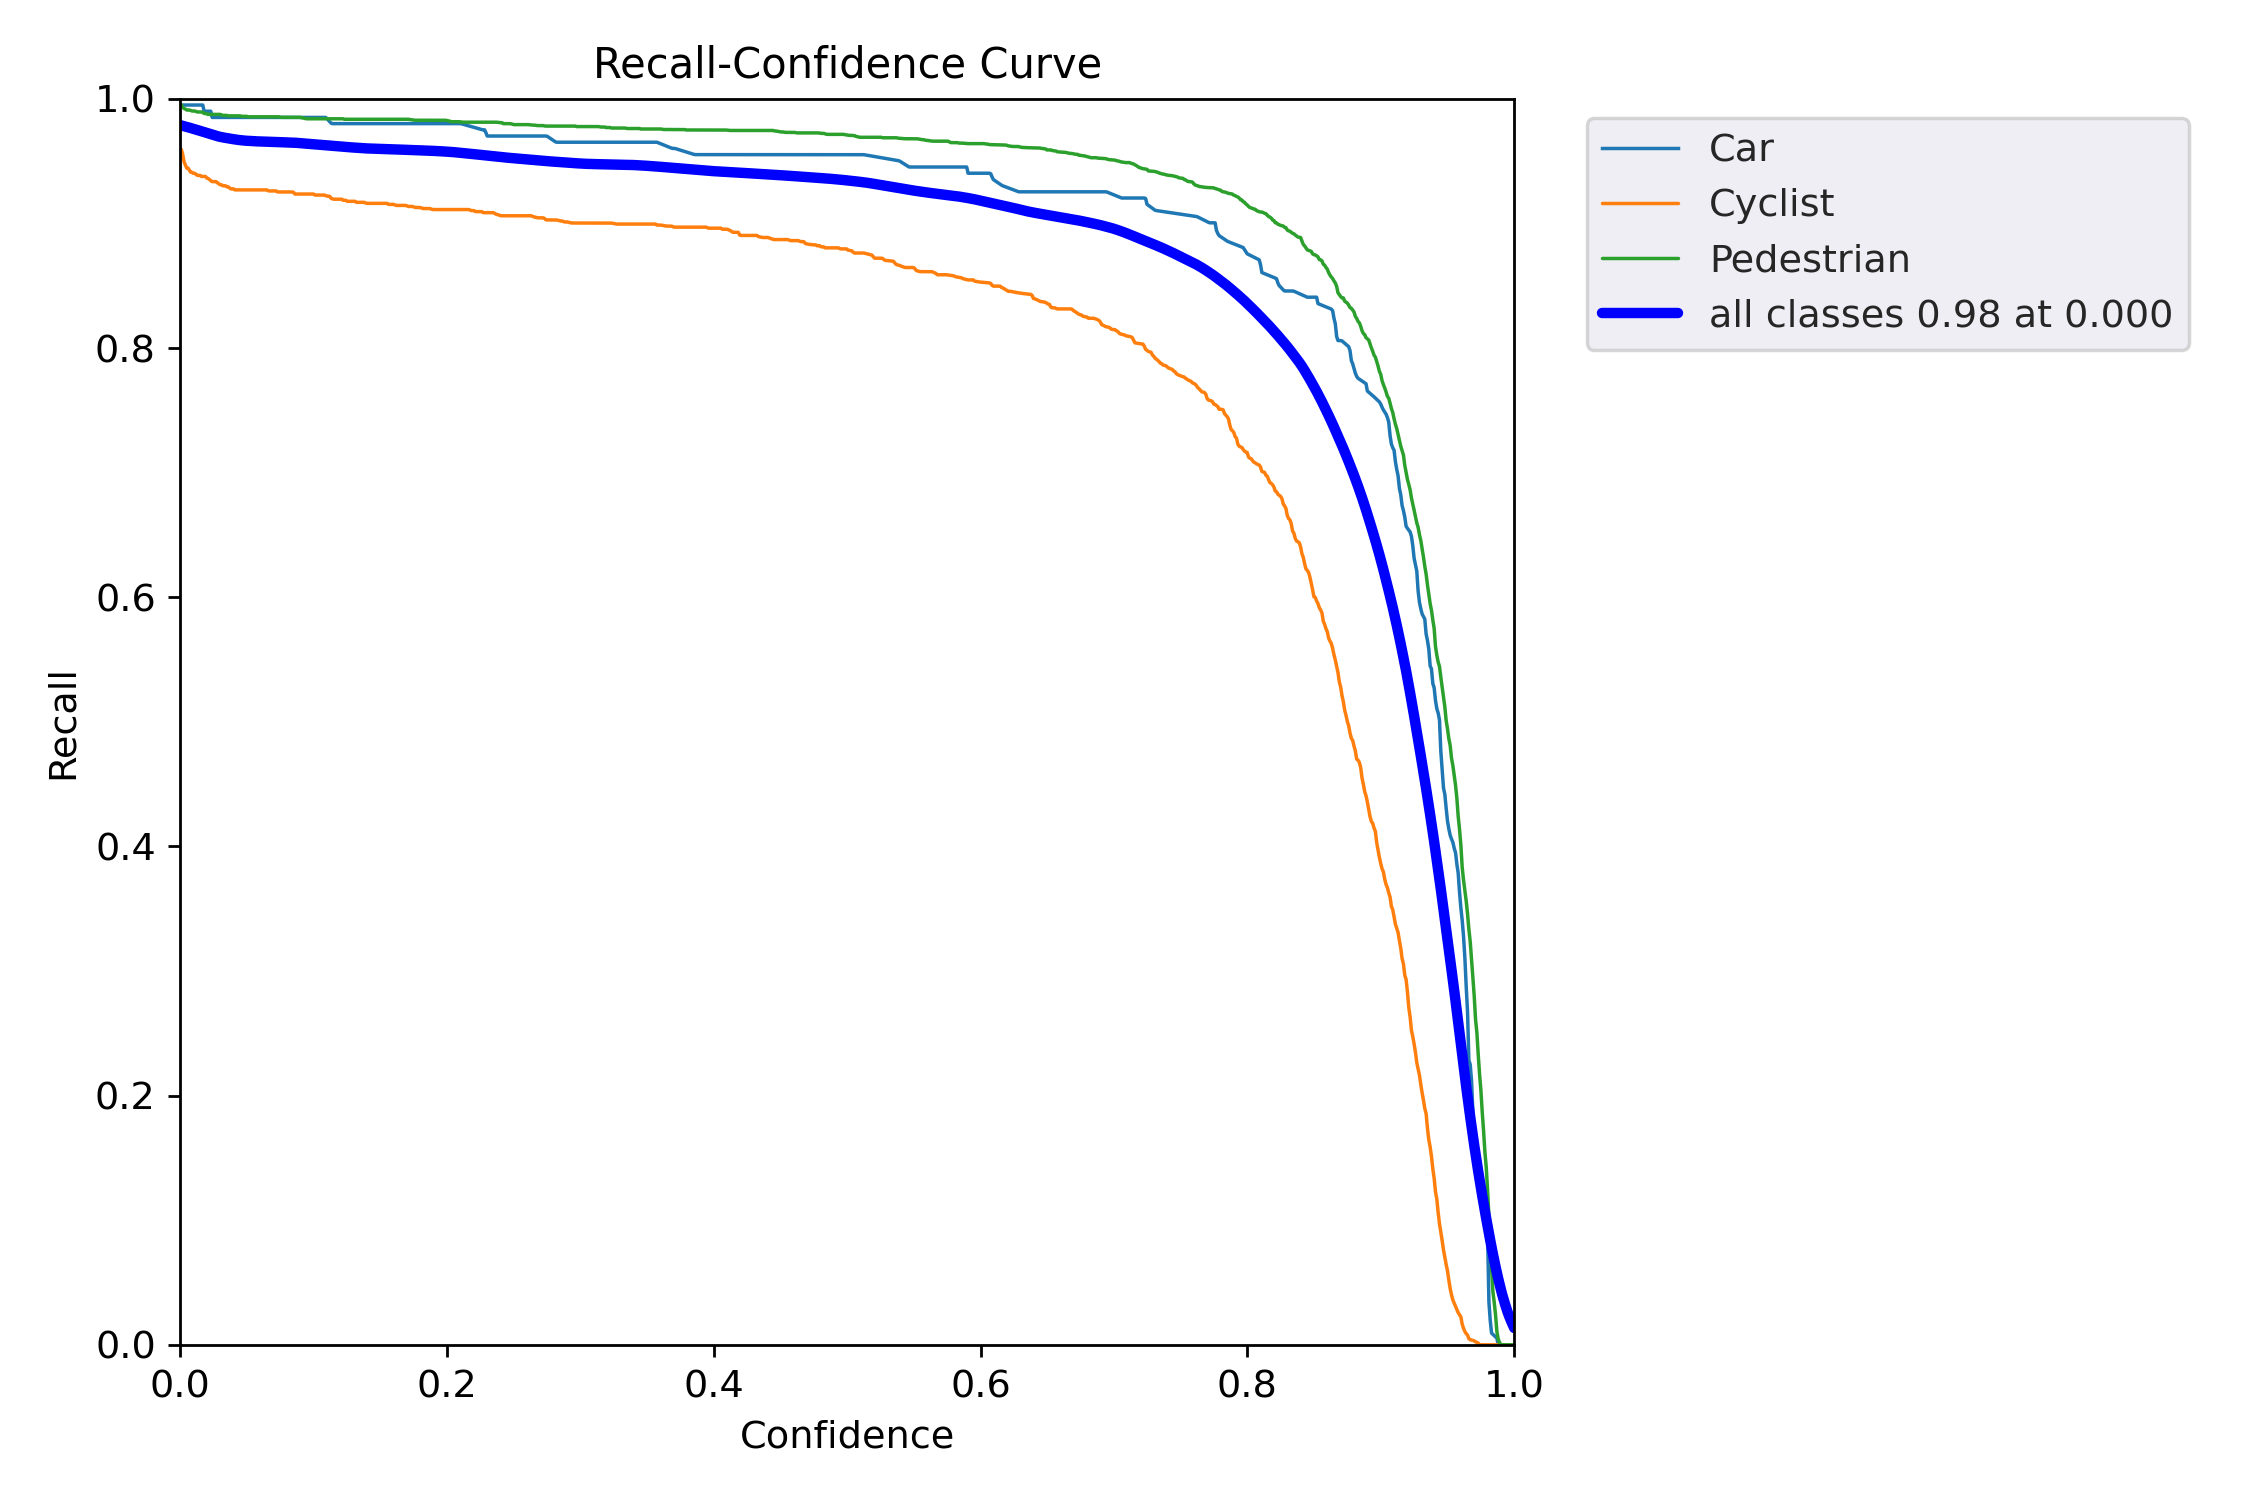 Recall-Confidence Curve
1.0
0.8
0.6
0.4
0.2
0.0
Recall
0.0 0.2 0.4 0.6 0.8 1.0
Confidence
Car
Cyclist
Pedestrian
all classes 0.98 at 0.000